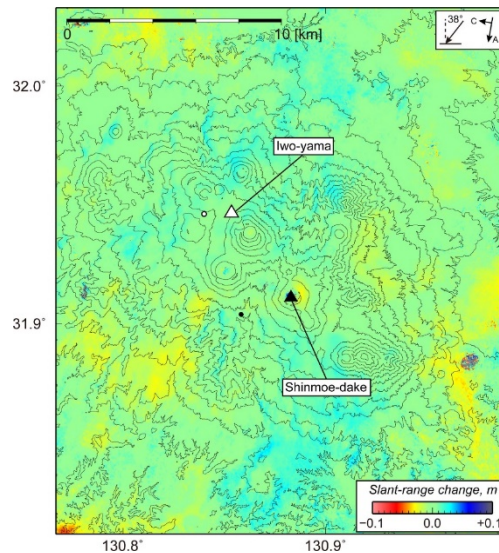 0 10 [km]
38° C
A
32.0°
Iwo-yama
31.9°
Shinmoe-dake
Slant-range change, m
−0.1 0.0 +0.1
130.8° 130.9°